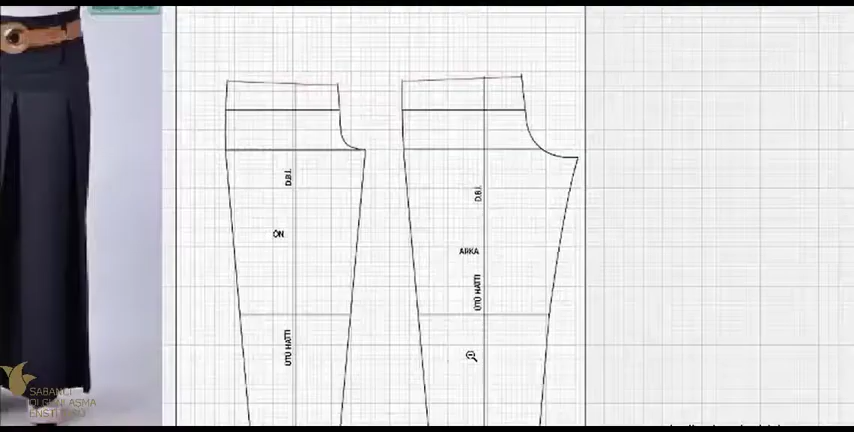 D.B.İ.
ÖN
ÜTÜ HATTI
D.B.İ.
ARKA
ÜTÜ HATTI
SABANCI
OLGUNLAŞMA
ENSTİTÜSÜ